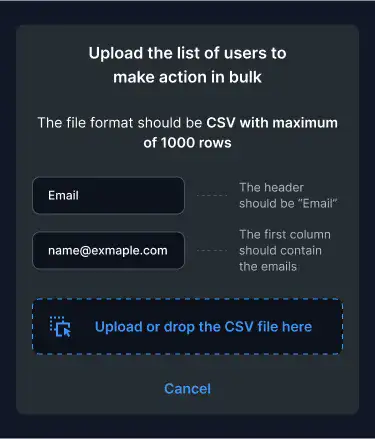 Upload the list of users to
make action in bulk
The file format should be CSV with maximum
of 1000 rows
Email
The header
should be "Email"
name@exmaple.com
The first column
should contain
the emails
Upload or drop the CSV file here
Cancel